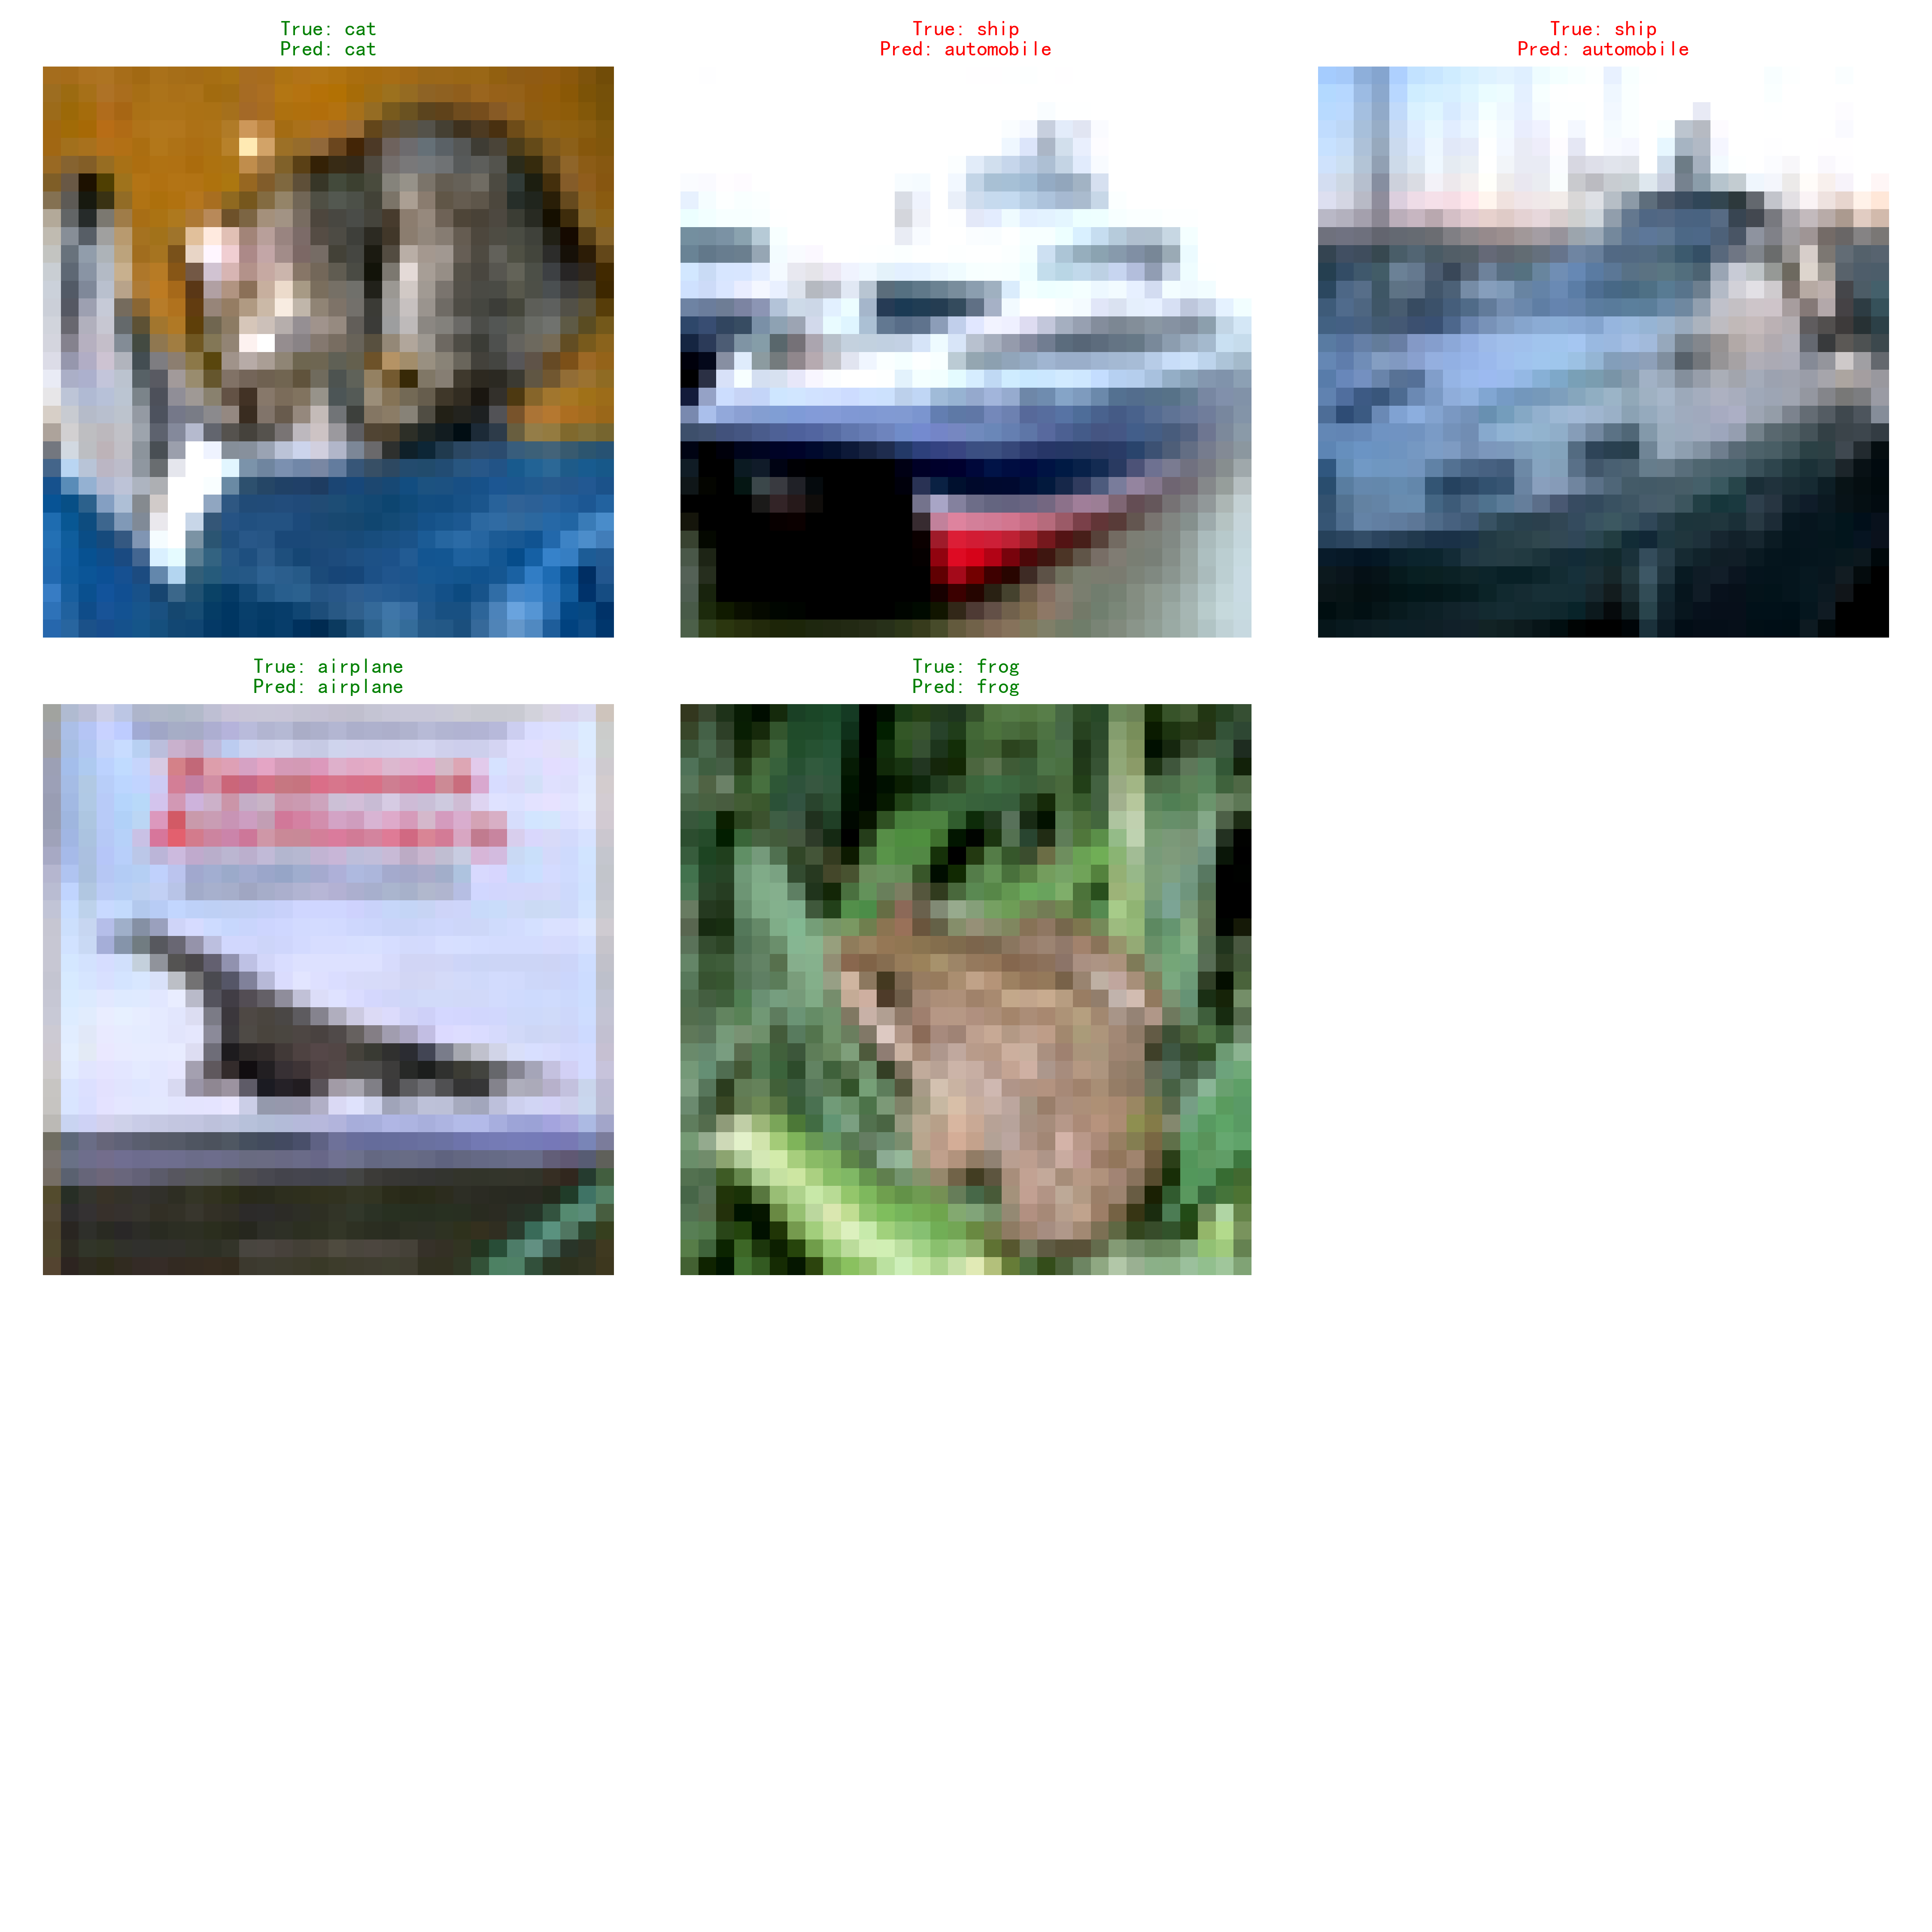 True: cat
Pred: cat
True: ship
Pred: automobile
True: ship
Pred: automobile
True: airplane
Pred: airplane
True: frog
Pred: frog